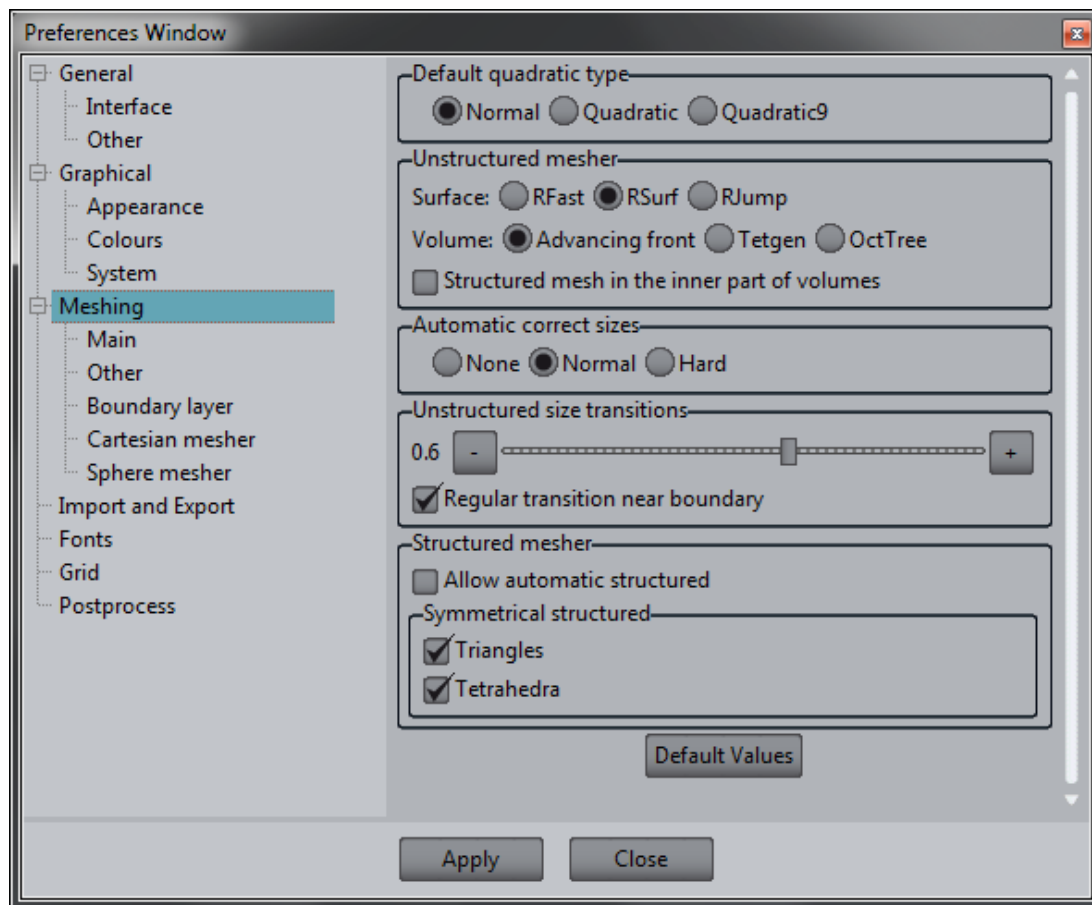 Preferences Window
General
Interface
Other
Graphical
Appearance
Colours
System
Meshing
Main
Other
Boundary layer
Cartesian mesher
Sphere mesher
Import and Export
Fonts
Grid
Postprocess
Default quadratic type
Normal Quadratic Quadratic9
Unstructured mesher
Surface: RFast RSurf RJump
Volume: Advancing front Tetgen OctTree
Structured mesh in the inner part of volumes
Automatic correct sizes
None Normal Hard
Unstructured size transitions
0.6 - +
Regular transition near boundary
Structured mesher
Allow automatic structured
Symmetrical structured
Triangles
Tetrahedra
Default Values
Apply Close